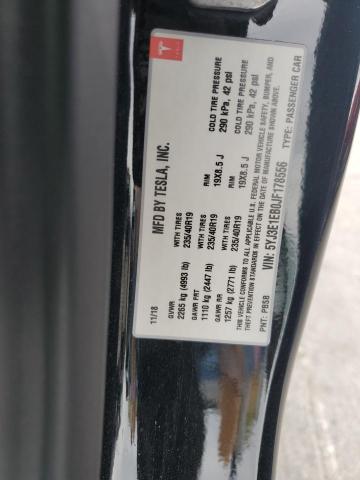 TESLA
MFD BY TESLA, INC.
11/18
GVWR
2265 kg (4993 lb)
GAWR FRT WITH TIRES RIM COLD TIRE PRESSURE
1110 kg (2447 lb) 235/40R19 19X8.5 J 290 kPa, 42 psi
GAWR RR WITH TIRES RIM COLD TIRE PRESSURE
1257 kg (2771 lb) 235/40R19 19X8.5 J 290 kPa, 42 psi
THIS VEHICLE CONFORMS TO ALL APPLICABLE U.S. FEDERAL MOTOR VEHICLE SAFETY, BUMPER, AND
THEFT PREVENTION STANDARDS IN EFFECT ON THE DATE OF MANUFACTURE SHOWN ABOVE.
VIN: 5YJ3E1EB0JF178556 TYPE: PASSENGER CAR
PNT: PBSB